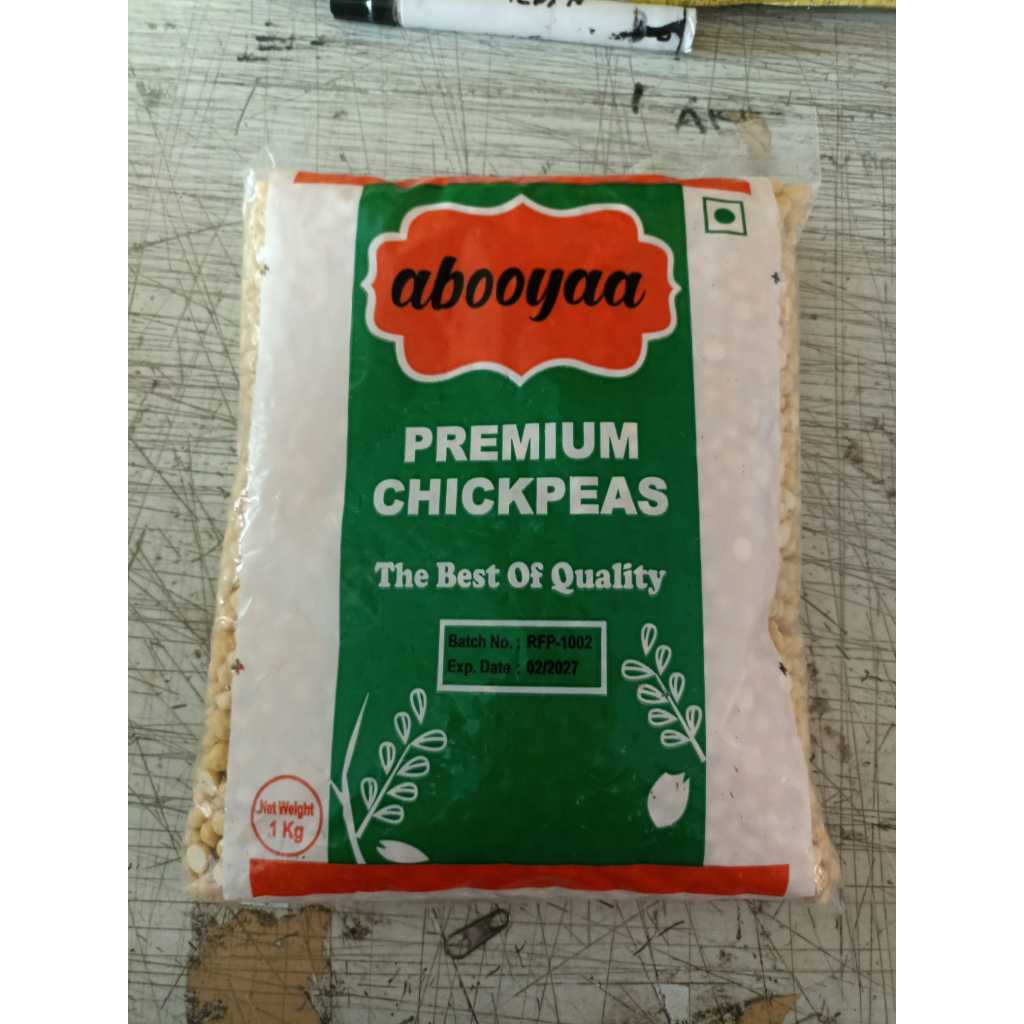 abooyaa
PREMIUM
CHICKPEAS
The Best Of Quality
Batch No. : RFP-1002
Exp. Date : 02/2027
Net Weight
1 Kg